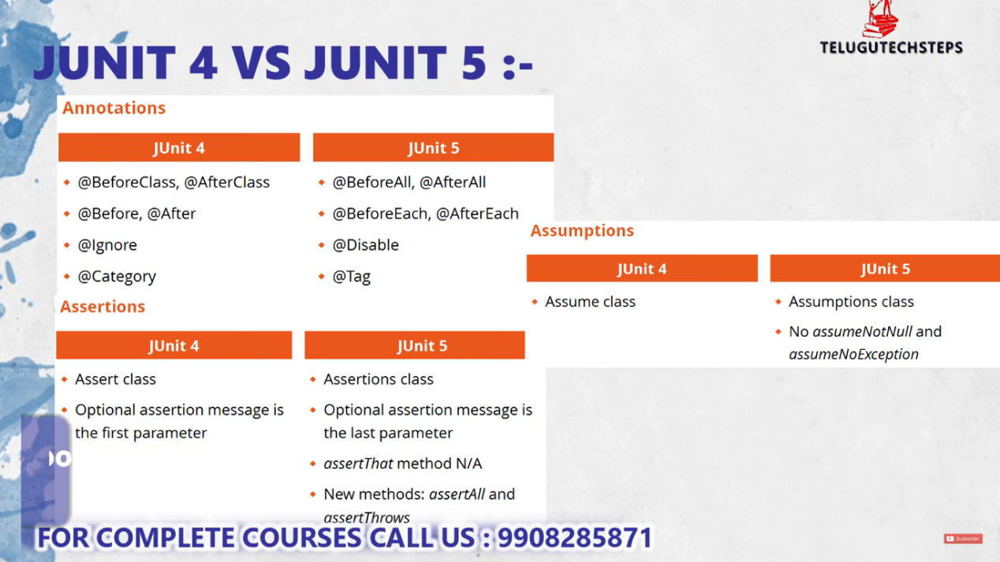 TELUGUTECHSTEPS
JUNIT 4 VS JUNIT 5 :-
Annotations
JUnit 4
JUnit 5
@BeforeClass, @AfterClass
@Before, @After
@Ignore
@Category
@BeforeAll, @AfterAll
@BeforeEach, @AfterEach
@Disable
@Tag
Assumptions
JUnit 4
JUnit 5
Assume class
Assumptions class
No assumeNotNull and
assumeNoException
Assertions
JUnit 4
JUnit 5
Assert class
Optional assertion message is
the first parameter
Assertions class
Optional assertion message is
the last parameter
assertThat method N/A
New methods: assertAll and
assertThrows
FOR COMPLETE COURSES CALL US : 9908285871
Subscribe